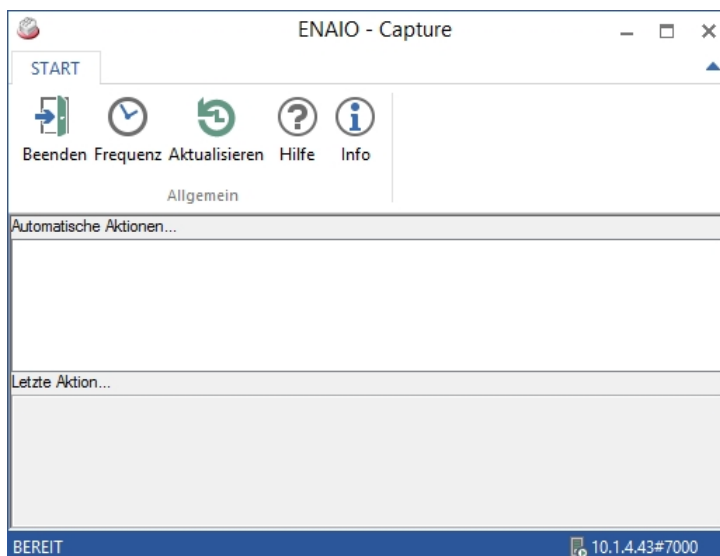 ENAIO - Capture
START
Beenden Frequenz Aktualisieren Hilfe Info
Allgemein
Automatische Aktionen...
Letzte Aktion...
BEREIT 10.1.4.43#7000